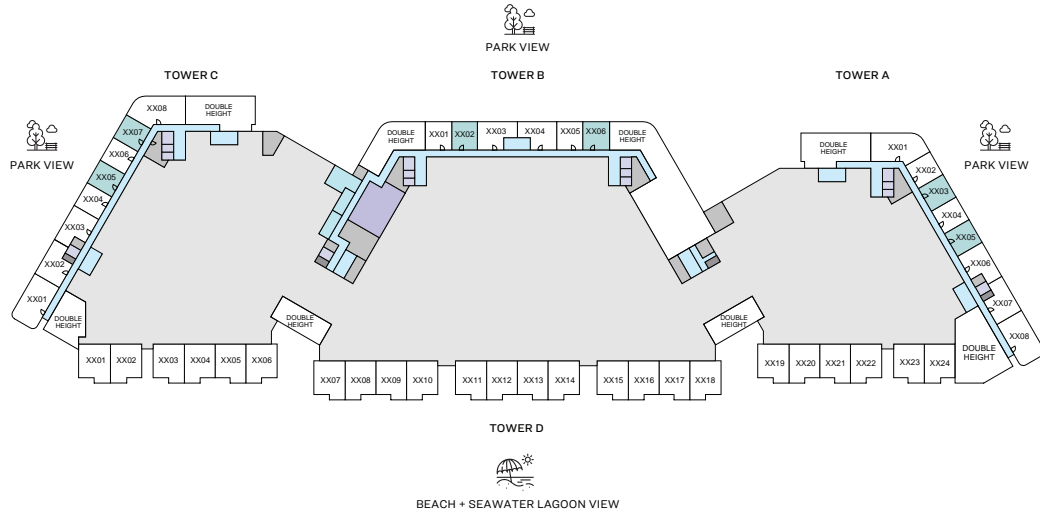 PARK VIEW
TOWER C
TOWER B
TOWER A
PARK VIEW
PARK VIEW
XX08
DOUBLE
HEIGHT
XX07
XX06
XX05
XX04
XX03
XX02
XX01
DOUBLE
HEIGHT
DOUBLE
HEIGHT
XX01
XX02
XX03
XX04
XX05
XX06
DOUBLE
HEIGHT
DOUBLE
HEIGHT
XX01
XX02
XX03
XX04
XX05
XX06
XX07
XX08
DOUBLE
HEIGHT
DOUBLE
HEIGHT
DOUBLE
HEIGHT
XX01
XX02
XX03
XX04
XX05
XX06
XX07
XX08
XX09
XX10
XX11
XX12
XX13
XX14
XX15
XX16
XX17
XX18
XX19
XX20
XX21
XX22
XX23
XX24
TOWER D
BEACH + SEAWATER LAGOON VIEW